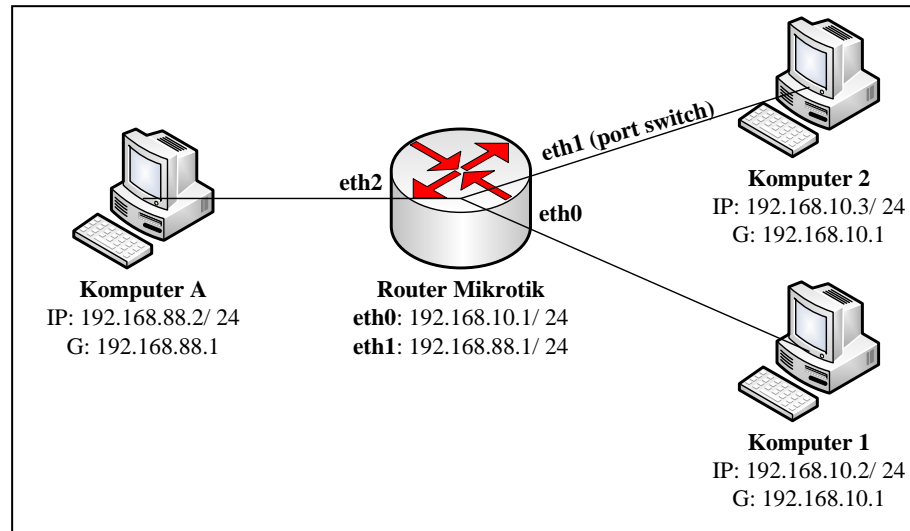 eth1 (port switch)
Komputer 2
IP: 192.168.10.3/ 24
G: 192.168.10.1
eth2
eth0
Komputer A
IP: 192.168.88.2/ 24
G: 192.168.88.1
Router Mikrotik
eth0: 192.168.10.1/ 24
eth1: 192.168.88.1/ 24
Komputer 1
IP: 192.168.10.2/ 24
G: 192.168.10.1